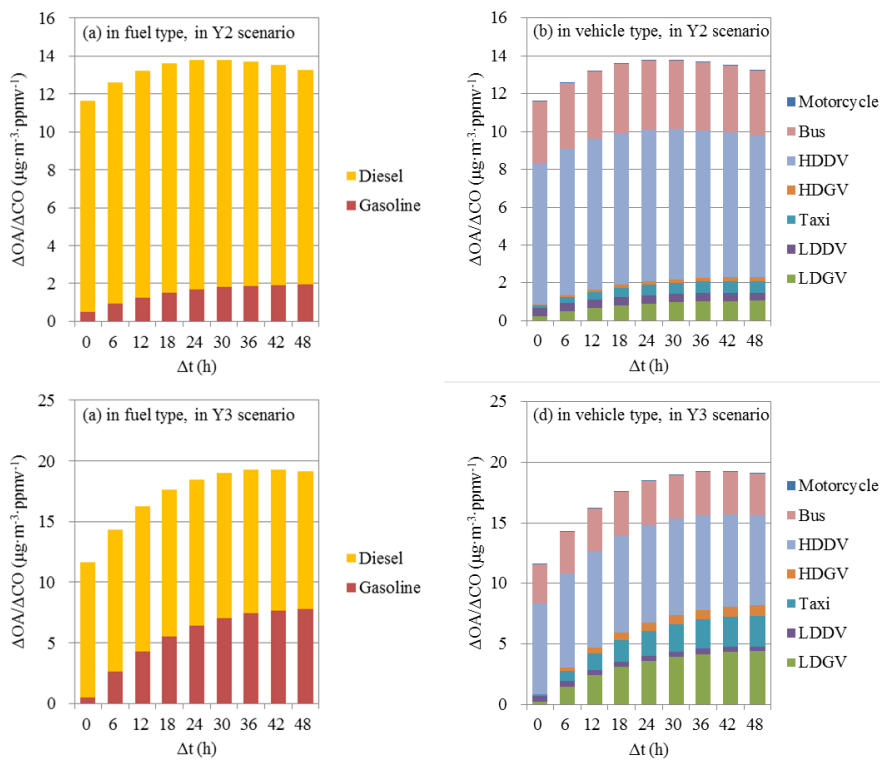 (a) in fuel type, in Y2 scenario
16
14
12
10
8
6
4
2
0
ΔOA/ΔCO (μg·m⁻³·ppmv⁻¹)
0 6 12 18 24 30 36 42 48
Δt (h)
Diesel
Gasoline
(b) in vehicle type, in Y2 scenario
16
14
12
10
8
6
4
2
0
ΔOA/ΔCO (μg·m⁻³·ppmv⁻¹)
0 6 12 18 24 30 36 42 48
Δt (h)
Motorcycle
Bus
HDDV
HDGV
Taxi
LDDV
LDGV
(a) in fuel type, in Y3 scenario
25
20
15
10
5
0
ΔOA/ΔCO (μg·m⁻³·ppmv⁻¹)
0 6 12 18 24 30 36 42 48
Δt (h)
Diesel
Gasoline
(d) in vehicle type, in Y3 scenario
25
20
15
10
5
0
ΔOA/ΔCO (μg·m⁻³·ppmv⁻¹)
0 6 12 18 24 30 36 42 48
Δt (h)
Motorcycle
Bus
HDDV
HDGV
Taxi
LDDV
LDGV